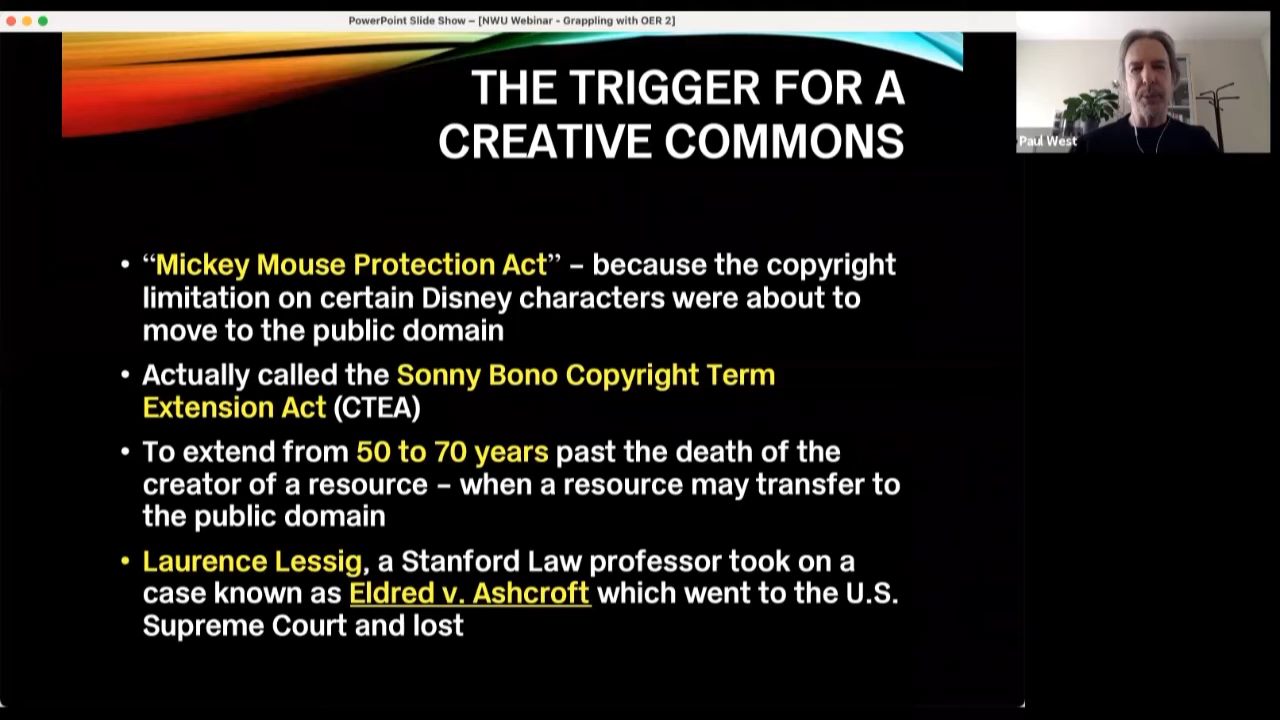 PowerPoint Slide Show – [NWU Webinar - Grappling with OER 2]
THE TRIGGER FOR A
CREATIVE COMMONS
Paul West
• “Mickey Mouse Protection Act” – because the copyright
limitation on certain Disney characters were about to
move to the public domain
• Actually called the Sonny Bono Copyright Term
Extension Act (CTEA)
• To extend from 50 to 70 years past the death of the
creator of a resource – when a resource may transfer to
the public domain
• Laurence Lessig, a Stanford Law professor took on a
case known as Eldred v. Ashcroft which went to the U.S.
Supreme Court and lost